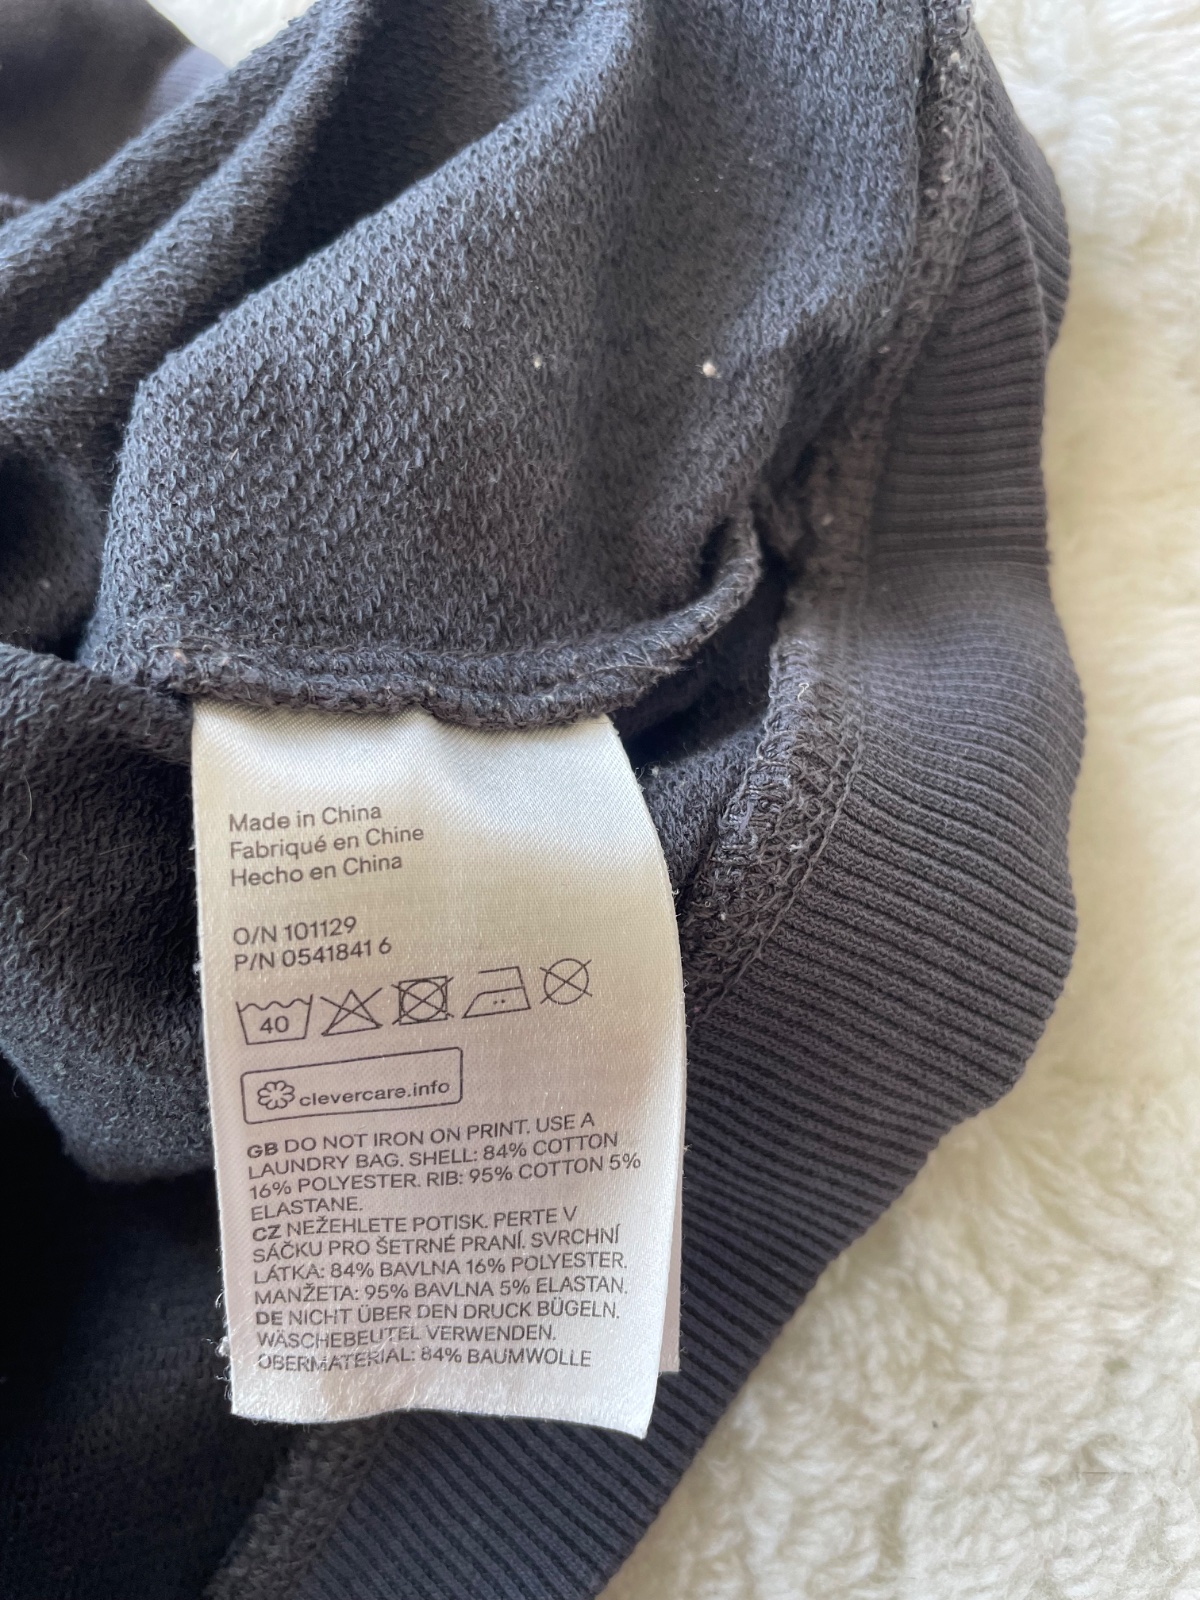 Made in China
Fabriqué en Chine
Hecho en China
O/N 101129
P/N 0541841 6
40
clevercare.info
GB DO NOT IRON ON PRINT. USE A
LAUNDRY BAG. SHELL: 84% COTTON
16% POLYESTER. RIB: 95% COTTON 5%
ELASTANE.
CZ NEŽEHLETE POTISK. PERTE V
SÁČKU PRO ŠETRNÉ PRANÍ. SVRCHNÍ
LÁTKA: 84% BAVLNA 16% POLYESTER.
MANŽETA: 95% BAVLNA 5% ELASTAN.
DE NICHT ÜBER DEN DRUCK BÜGELN.
WÄSCHEBEUTEL VERWENDEN.
OBERMATERIAL: 84% BAUMWOLLE